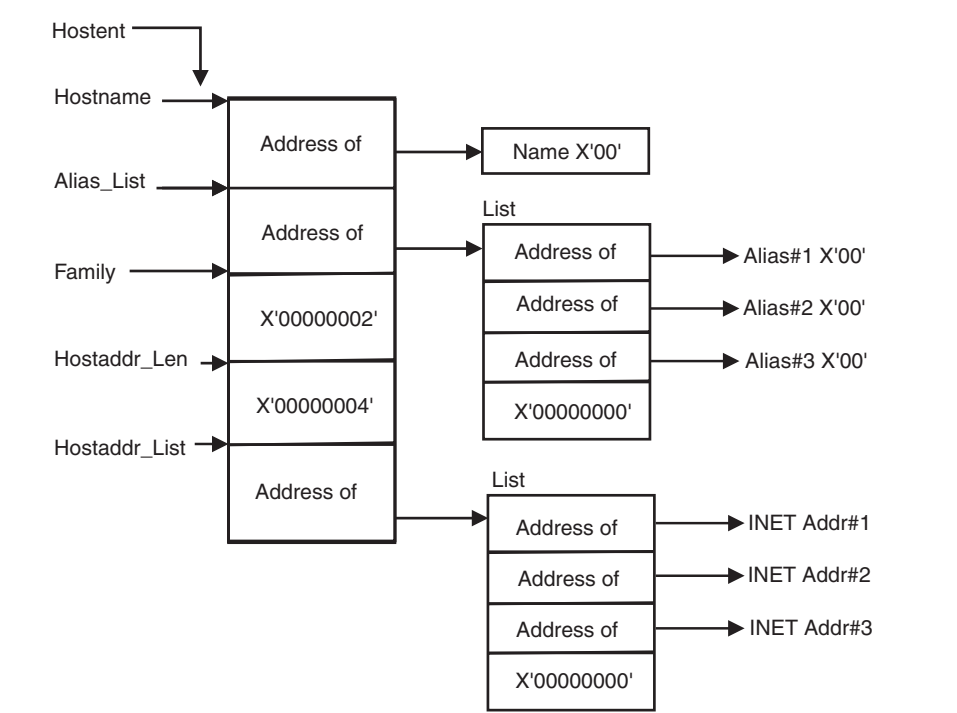 Hostent
Hostname
Address of
Name X'00'
Alias_List
Address of
List
Address of
Alias#1 X'00'
Family
Address of
Alias#2 X'00'
X'00000002'
Hostaddr_Len
Address of
Alias#3 X'00'
X'00000004'
X'00000000'
Hostaddr_List
Address of
List
Address of
INET Addr#1
Address of
INET Addr#2
Address of
INET Addr#3
X'00000000'